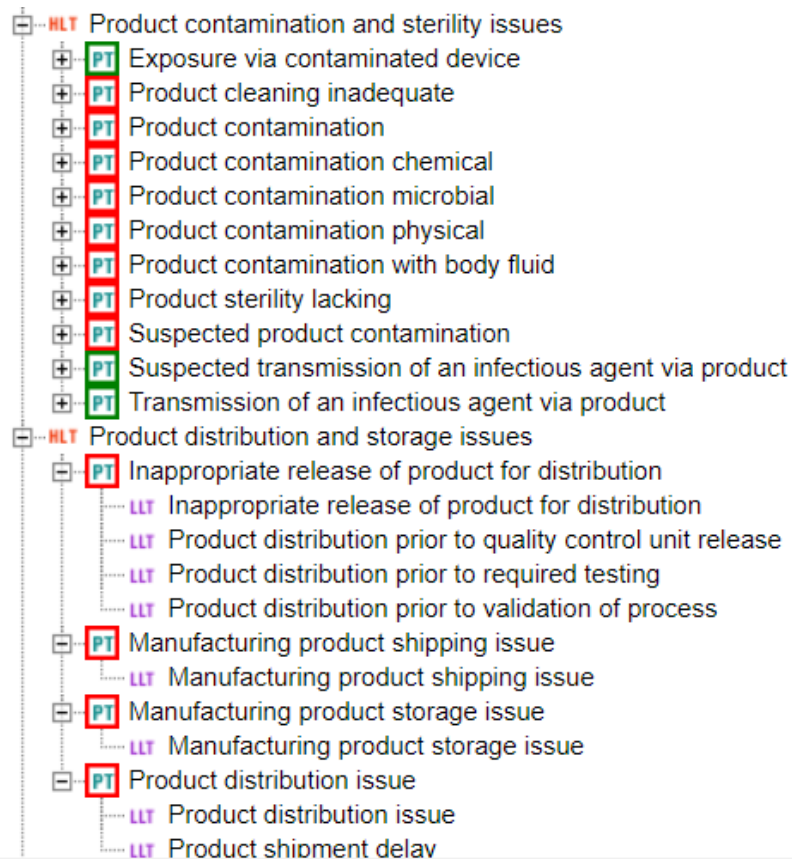 HLT Product contamination and sterility issues
PT Exposure via contaminated device
PT Product cleaning inadequate
PT Product contamination
PT Product contamination chemical
PT Product contamination microbial
PT Product contamination physical
PT Product contamination with body fluid
PT Product sterility lacking
PT Suspected product contamination
PT Suspected transmission of an infectious agent via product
PT Transmission of an infectious agent via product
HLT Product distribution and storage issues
PT Inappropriate release of product for distribution
LLT Inappropriate release of product for distribution
LLT Product distribution prior to quality control unit release
LLT Product distribution prior to required testing
LLT Product distribution prior to validation of process
PT Manufacturing product shipping issue
LLT Manufacturing product shipping issue
PT Manufacturing product storage issue
LLT Manufacturing product storage issue
PT Product distribution issue
LLT Product distribution issue
LLT Product shipment delay